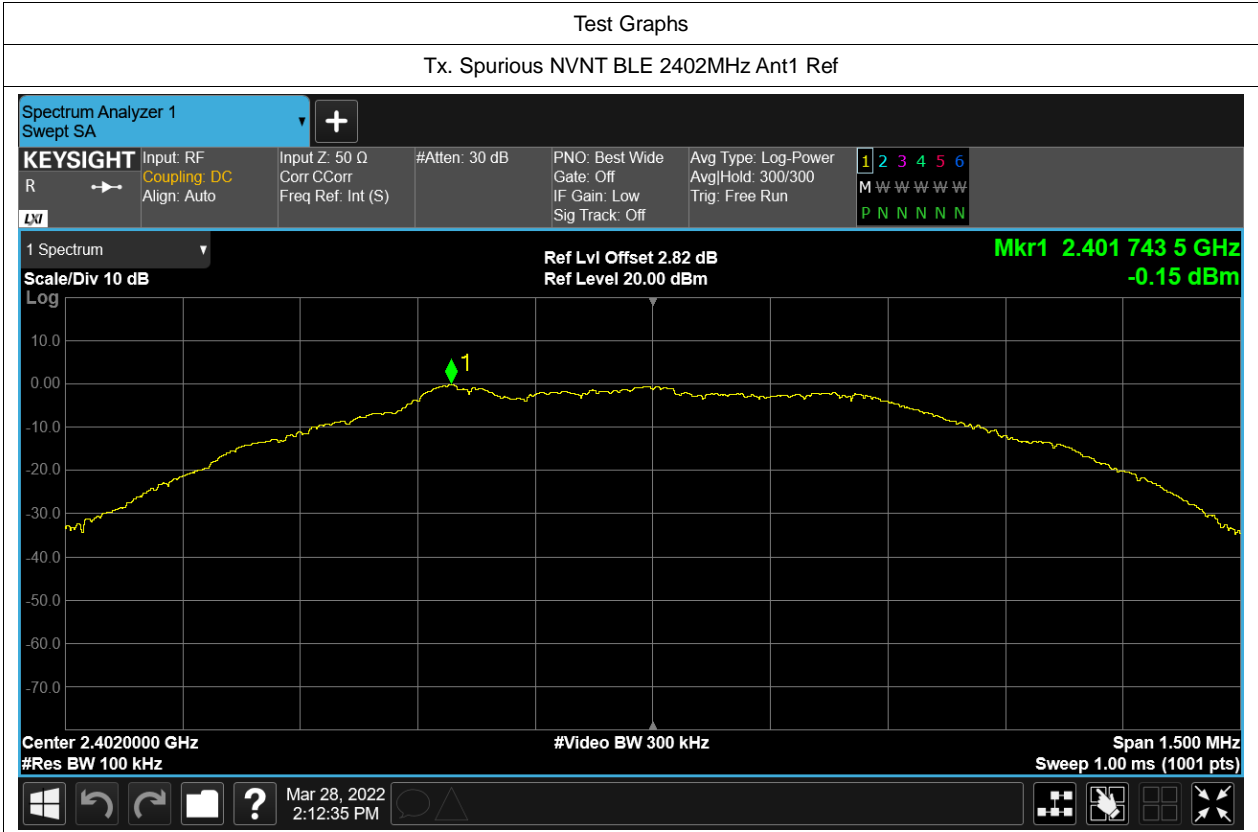 Test Graphs
Tx. Spurious NVNT BLE 2402MHz Ant1 Ref
Spectrum Analyzer 1
Swept SA
KEYSIGHT
R
LXI
Input: RF
Coupling: DC
Align: Auto
Input Z: 50 Ω
Corr CCorr
Freq Ref: Int (S)
#Atten: 30 dB
PNO: Best Wide
Gate: Off
IF Gain: Low
Sig Track: Off
Avg Type: Log-Power
Avg|Hold: 300/300
Trig: Free Run
1 2 3 4 5 6
M W W W W W
P N N N N N
1 Spectrum
Scale/Div 10 dB
Ref Lvl Offset 2.82 dB
Ref Level 20.00 dBm
Mkr1 2.401 743 5 GHz
-0.15 dBm
Log
1
10.0
0.00
-10.0
-20.0
-30.0
-40.0
-50.0
-60.0
-70.0
Center 2.4020000 GHz
#Video BW 300 kHz
Span 1.500 MHz
#Res BW 100 kHz
Sweep 1.00 ms (1001 pts)
?
Mar 28, 2022
2:12:35 PM